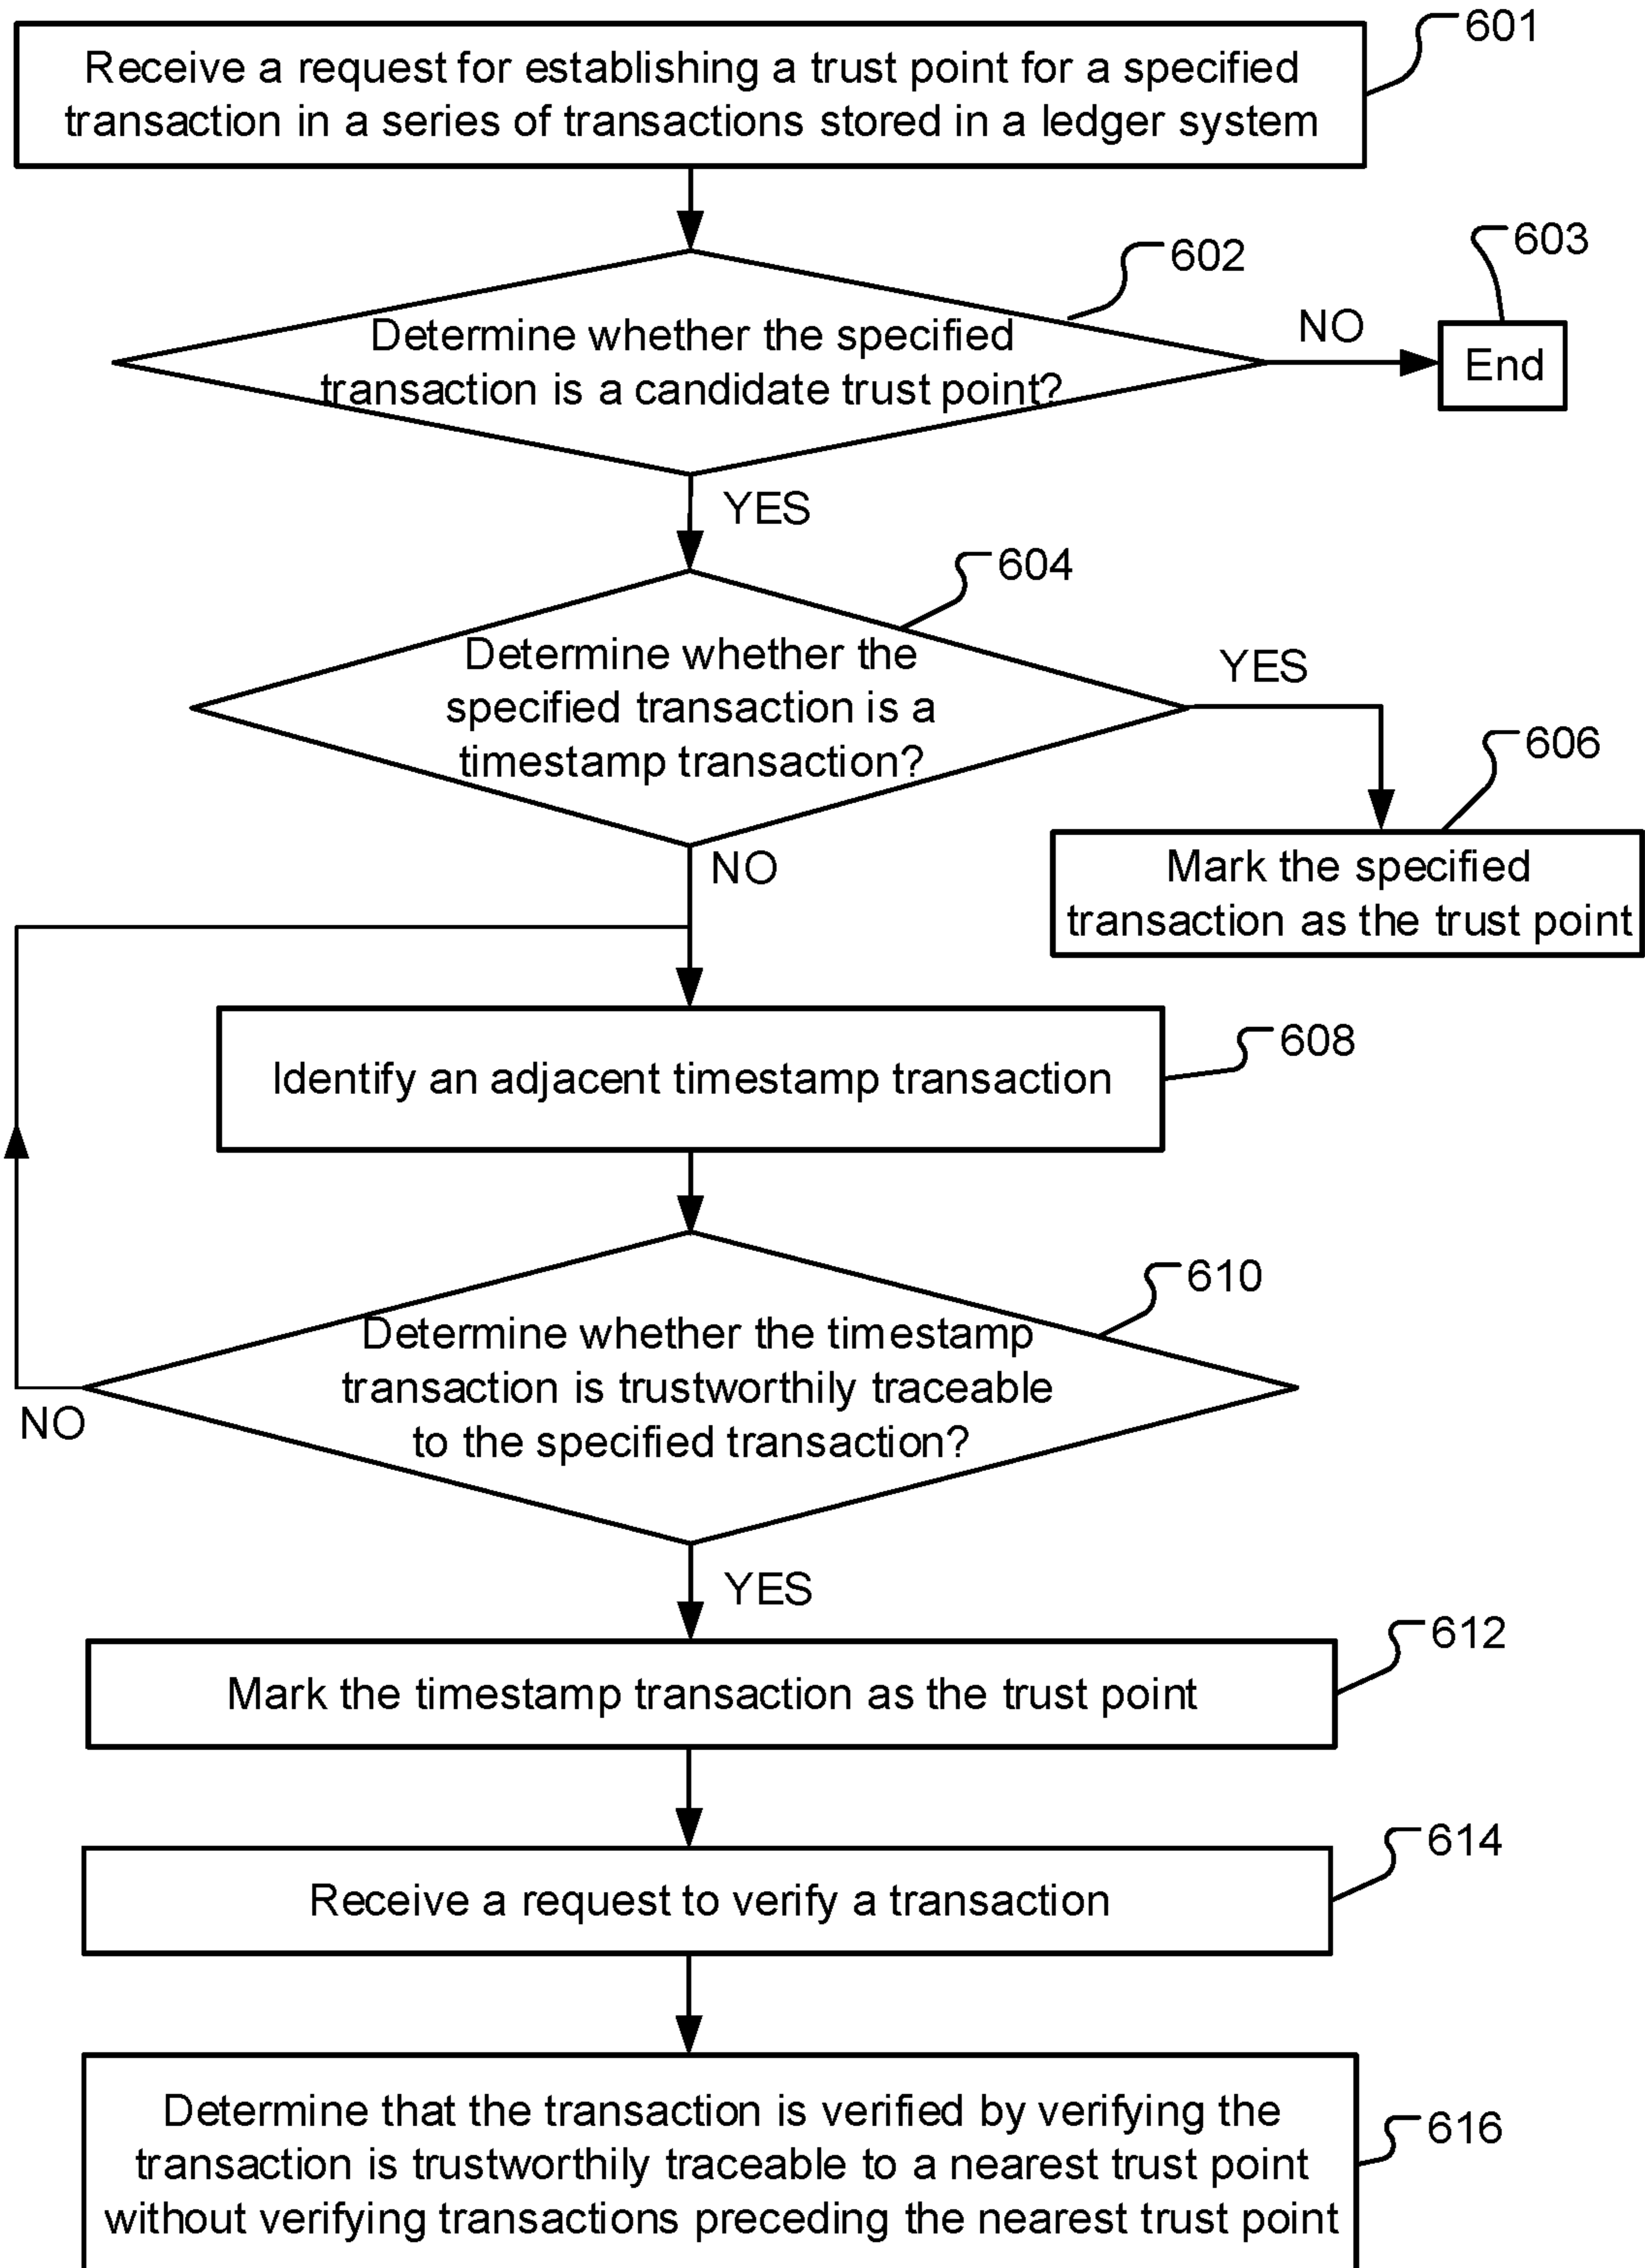 601
Receive a request for establishing a trust point for a specified
transaction in a series of transactions stored in a ledger system
602
603
Determine whether the specified
transaction is a candidate trust point?
NO
End
YES
604
Determine whether the
specified transaction is a
timestamp transaction?
YES
606
Mark the specified
transaction as the trust point
NO
608
Identify an adjacent timestamp transaction
610
Determine whether the timestamp
transaction is trustworthily traceable
to the specified transaction?
NO
YES
612
Mark the timestamp transaction as the trust point
614
Receive a request to verify a transaction
616
Determine that the transaction is verified by verifying the
transaction is trustworthily traceable to a nearest trust point
without verifying transactions preceding the nearest trust point